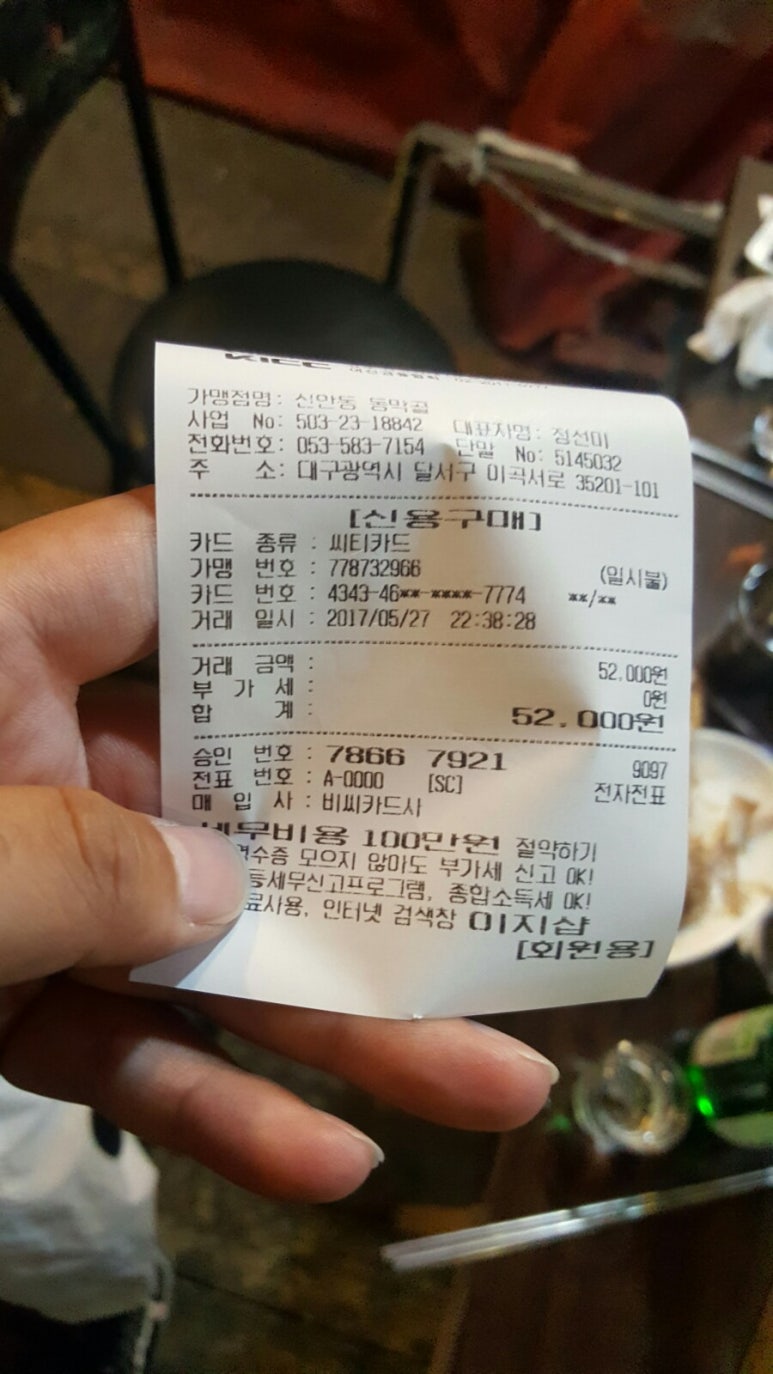 KICC
가맹점명: 신안동 동막골
사업 No: 503-23-18842 대표자명: 정선미
전화번호: 053-583-7154 단말 No: 5145032
주 소: 대구광역시 달서구 이곡서로 35201-101
[신용구매]
카드 종류 : 씨티카드
가맹 번호 : 778732966 (일시불)
카드 번호 : 4343-46**-****-7774 **/**
거래 일시 : 2017/05/27 22:38:28
거래 금액 : 52,000원
부 가 세 : 0원
합 계 : 52,000원
승인 번호 : 7866 7921 9097
전표 번호 : A-0000 [SC] 전자전표
매 입 사 : 비씨카드사
세무비용 100만원 절약하기
모으지 않아도 부가세 신고 OK!
종합소득세 OK!
인터넷 검색창 이지샵
[회원용]